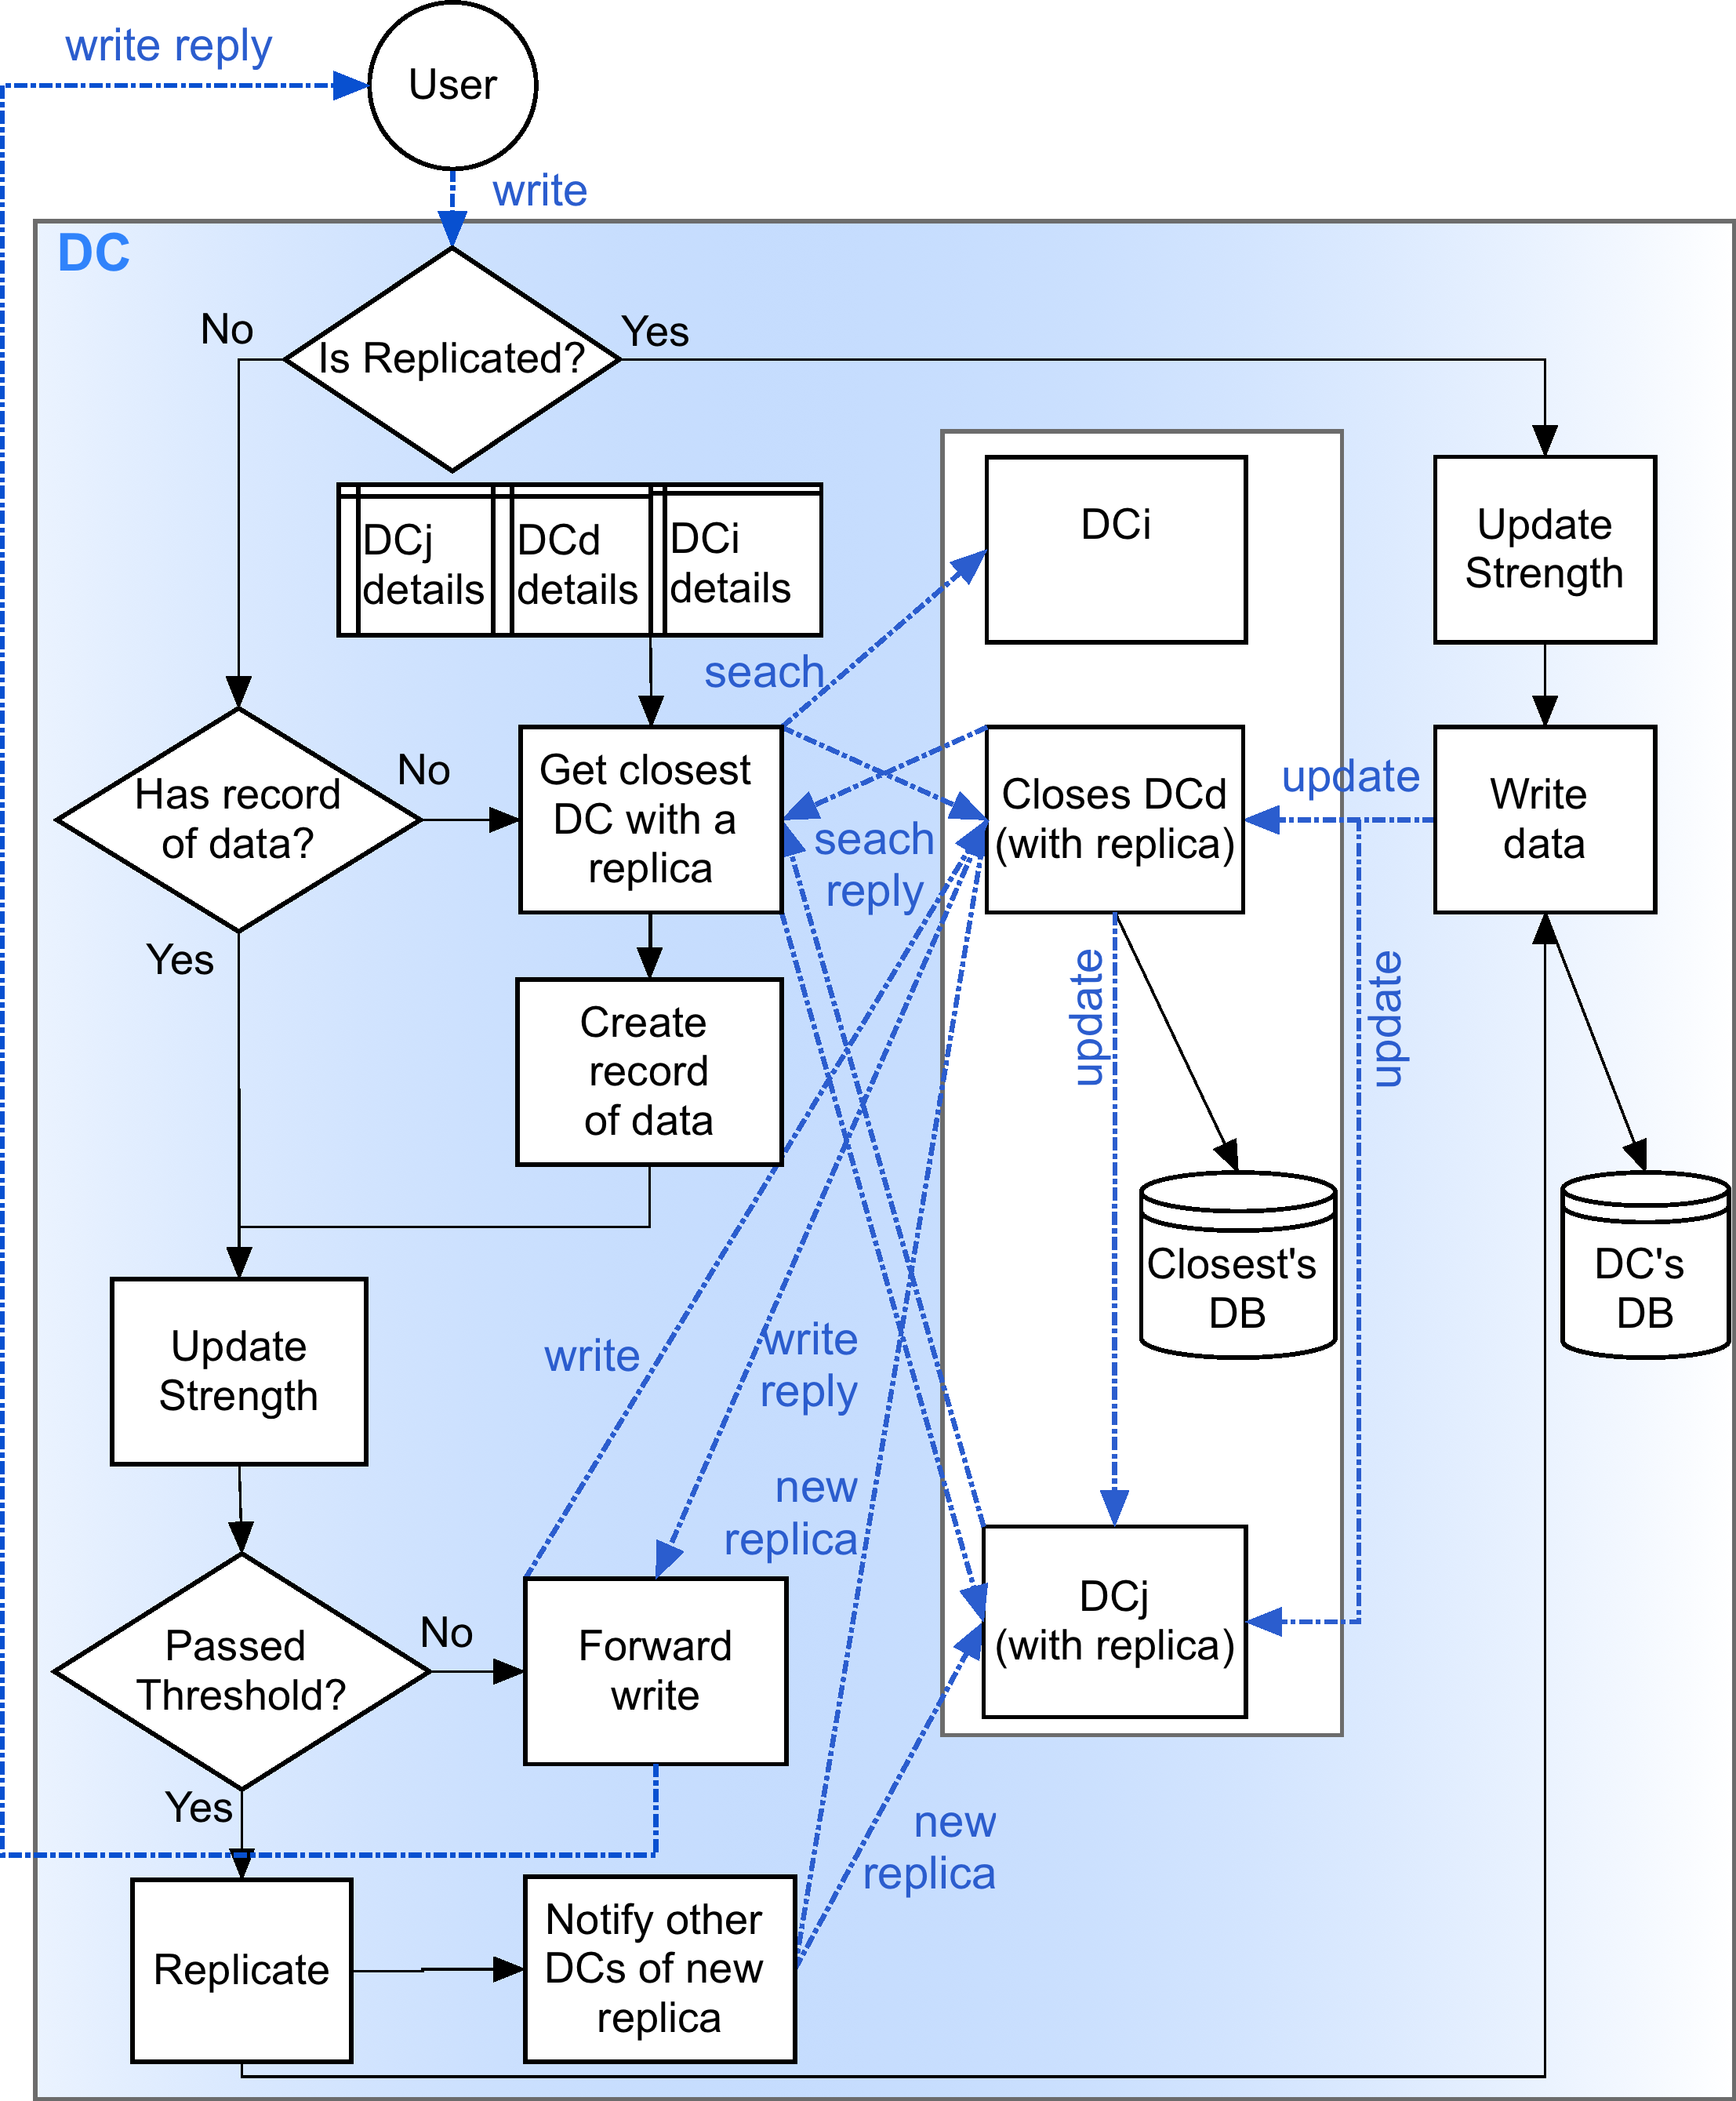 write reply
User
write
DC
No
Yes
Is Replicated?
DCj
details
DCd
details
DCi
details
DCi
Update
Strength
seach
Has record
of data?
No
Get closest
DC with a
replica
seach
reply
Closes DCd
(with replica)
update
Write
data
Yes
update
update
Create
record
of data
Closest's
DB
DC's
DB
Update
Strength
write
write
reply
new
replica
Passed
Threshold?
No
Forward
write
DCj
(with replica)
Yes
new
replica
Replicate
Notify other
DCs of new
replica